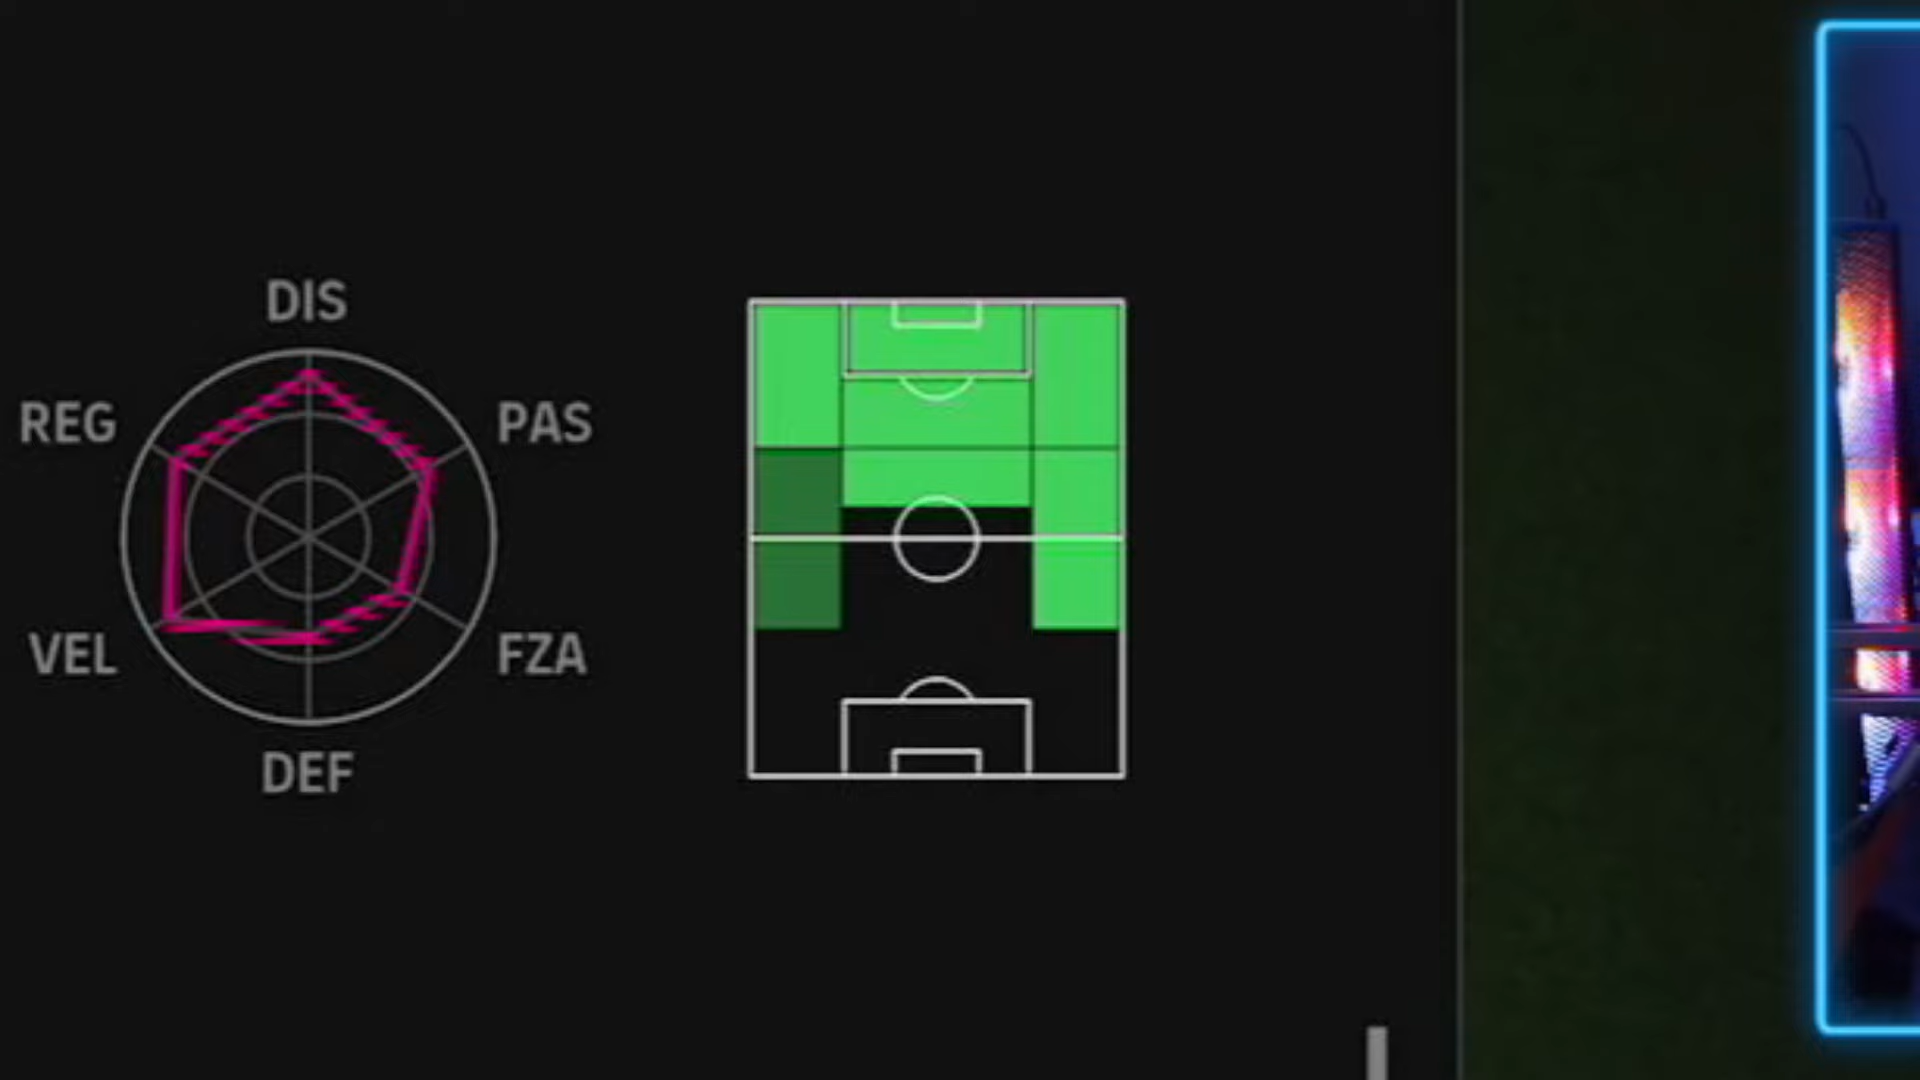 DIS
REG
PAS
VEL
FZA
DEF